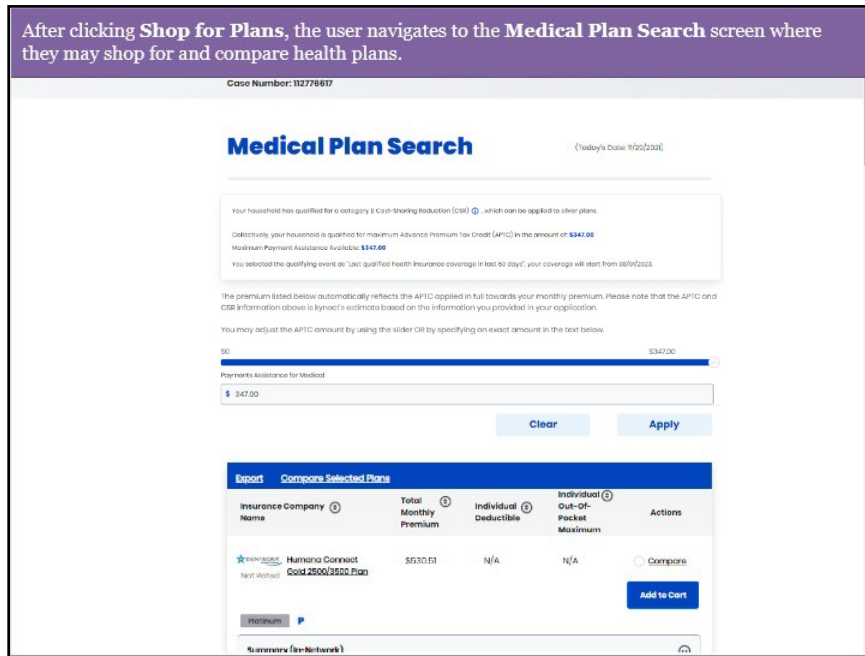 After clicking Shop for Plans, the user navigates to the Medical Plan Search screen where
they may shop for and compare health plans.
Case Number: 112776617
Medical Plan Search
(Today's Date: 11/20/2021)
Your household has qualified for a category B Cost-Sharing Reduction (CSR) , which can be applied to silver plans.
Collectively, your household is qualified for maximum Advance Premium Tax Credit (APTC) in the amount of: $347.00
Maximum Payment Assistance Available: $347.00
You selected the qualifying event as "Lost qualified health insurance coverage in last 60 days", your coverage will start from 08/01/2023.
The premium listed below automatically reflects the APTC applied in full towards your monthly premium. Please note that the APTC and
CSR information above is kynect's estimate based on the information you provided in your application.
You may adjust the APTC amount by using the slider OR by specifying an exact amount in the text below.
$0 $347.00
Payments Assistance for Medical:
$ 347.00
Clear Apply
Export Compare Selected Plans
Insurance Company Name
Total Monthly Premium
Individual Deductible
Individual Out-Of-Pocket Maximum
Actions
Humana Connect
Gold 2500/3500 Plan
Not Rated
$530.51 N/A N/A Compare
Add to Cart
Platinum P
Summary (In-Network)